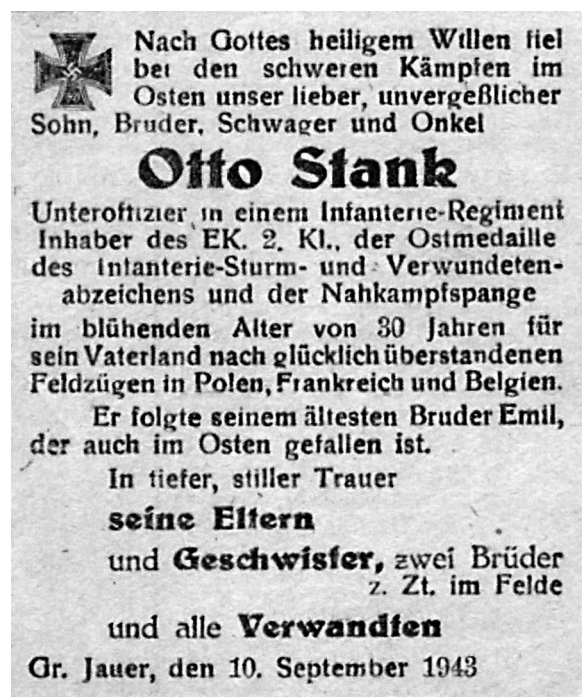 Nach Gottes heiligem Willen fiel
bei den schweren Kämpfen im
Osten unser lieber, unvergeßlicher
Sohn, Bruder, Schwager und Onkel
Otto Stank
Unteroffizier in einem Infanterie-Regiment
Inhaber des EK. 2. Kl., der Ostmedaille
des Infanterie-Sturm- und Verwundeten-
abzeichens und der Nahkampfspange
im blühenden Alter von 30 Jahren für
sein Vaterland nach glücklich überstandenen
Feldzügen in Polen, Frankreich und Belgien.
Er folgte seinem ältesten Bruder Emil,
der auch im Osten gefallen ist.
In tiefer, stiller Trauer
seine Eltern
und Geschwister, zwei Brüder
z. Zt. im Felde
und alle Verwandten
Gr. Jauer, den 10. September 1943